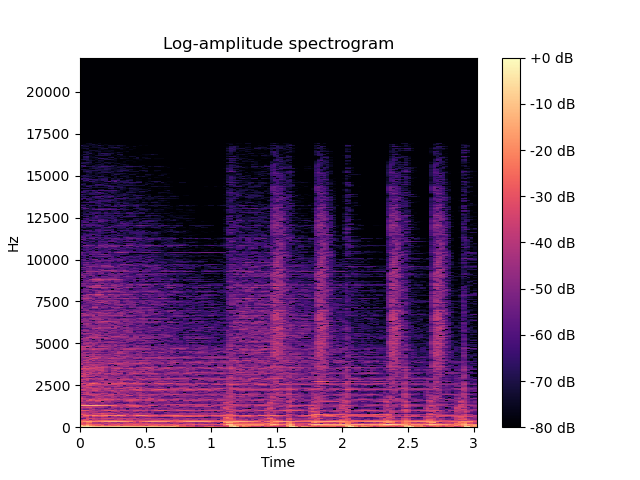 Log-amplitude spectrogram
Hz
20000
17500
15000
12500
10000
7500
5000
2500
0
0 0.5 1 1.5 2 2.5 3
Time
+0 dB
-10 dB
-20 dB
-30 dB
-40 dB
-50 dB
-60 dB
-70 dB
-80 dB